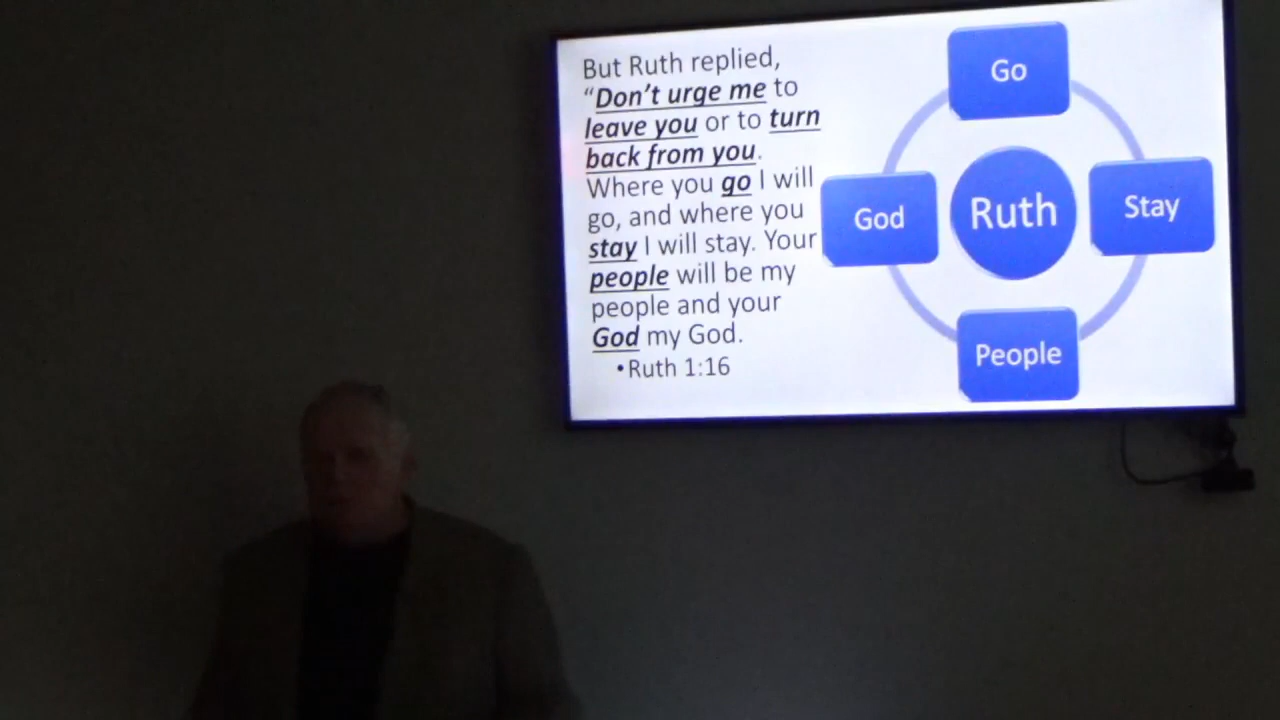 But Ruth replied,
“Don’t urge me to
leave you or to turn
back from you.
Where you go I will
go, and where you
stay I will stay. Your
people will be my
people and your
God my God.
•Ruth 1:16
Go
God
Ruth
Stay
People